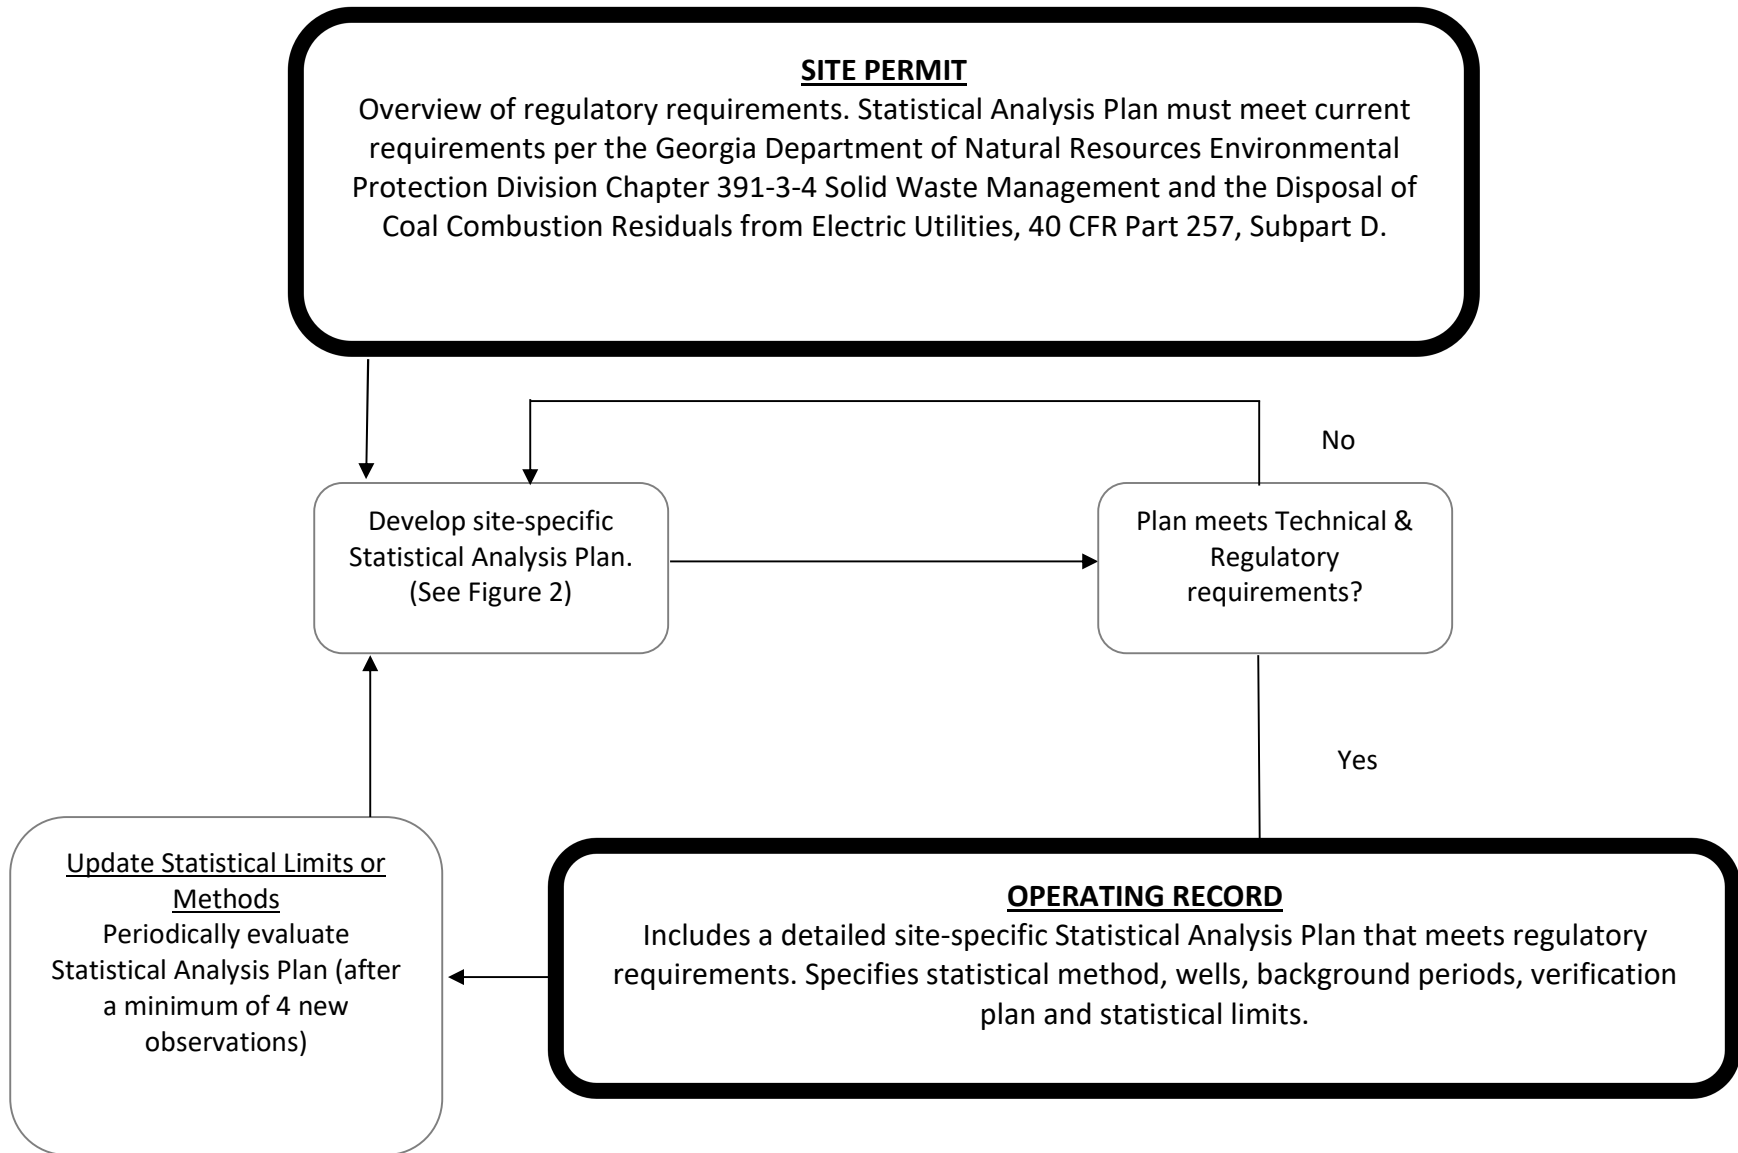 SITE PERMIT
Overview of regulatory requirements. Statistical Analysis Plan must meet current
requirements per the Georgia Department of Natural Resources Environmental
Protection Division Chapter 391-3-4 Solid Waste Management and the Disposal of
Coal Combustion Residuals from Electric Utilities, 40 CFR Part 257, Subpart D.
No
Develop site-specific
Statistical Analysis Plan.
(See Figure 2)
Plan meets Technical &
Regulatory
requirements?
Yes
Update Statistical Limits or
Methods
Periodically evaluate
Statistical Analysis Plan (after
a minimum of 4 new
observations)
OPERATING RECORD
Includes a detailed site-specific Statistical Analysis Plan that meets regulatory
requirements. Specifies statistical method, wells, background periods, verification
plan and statistical limits.